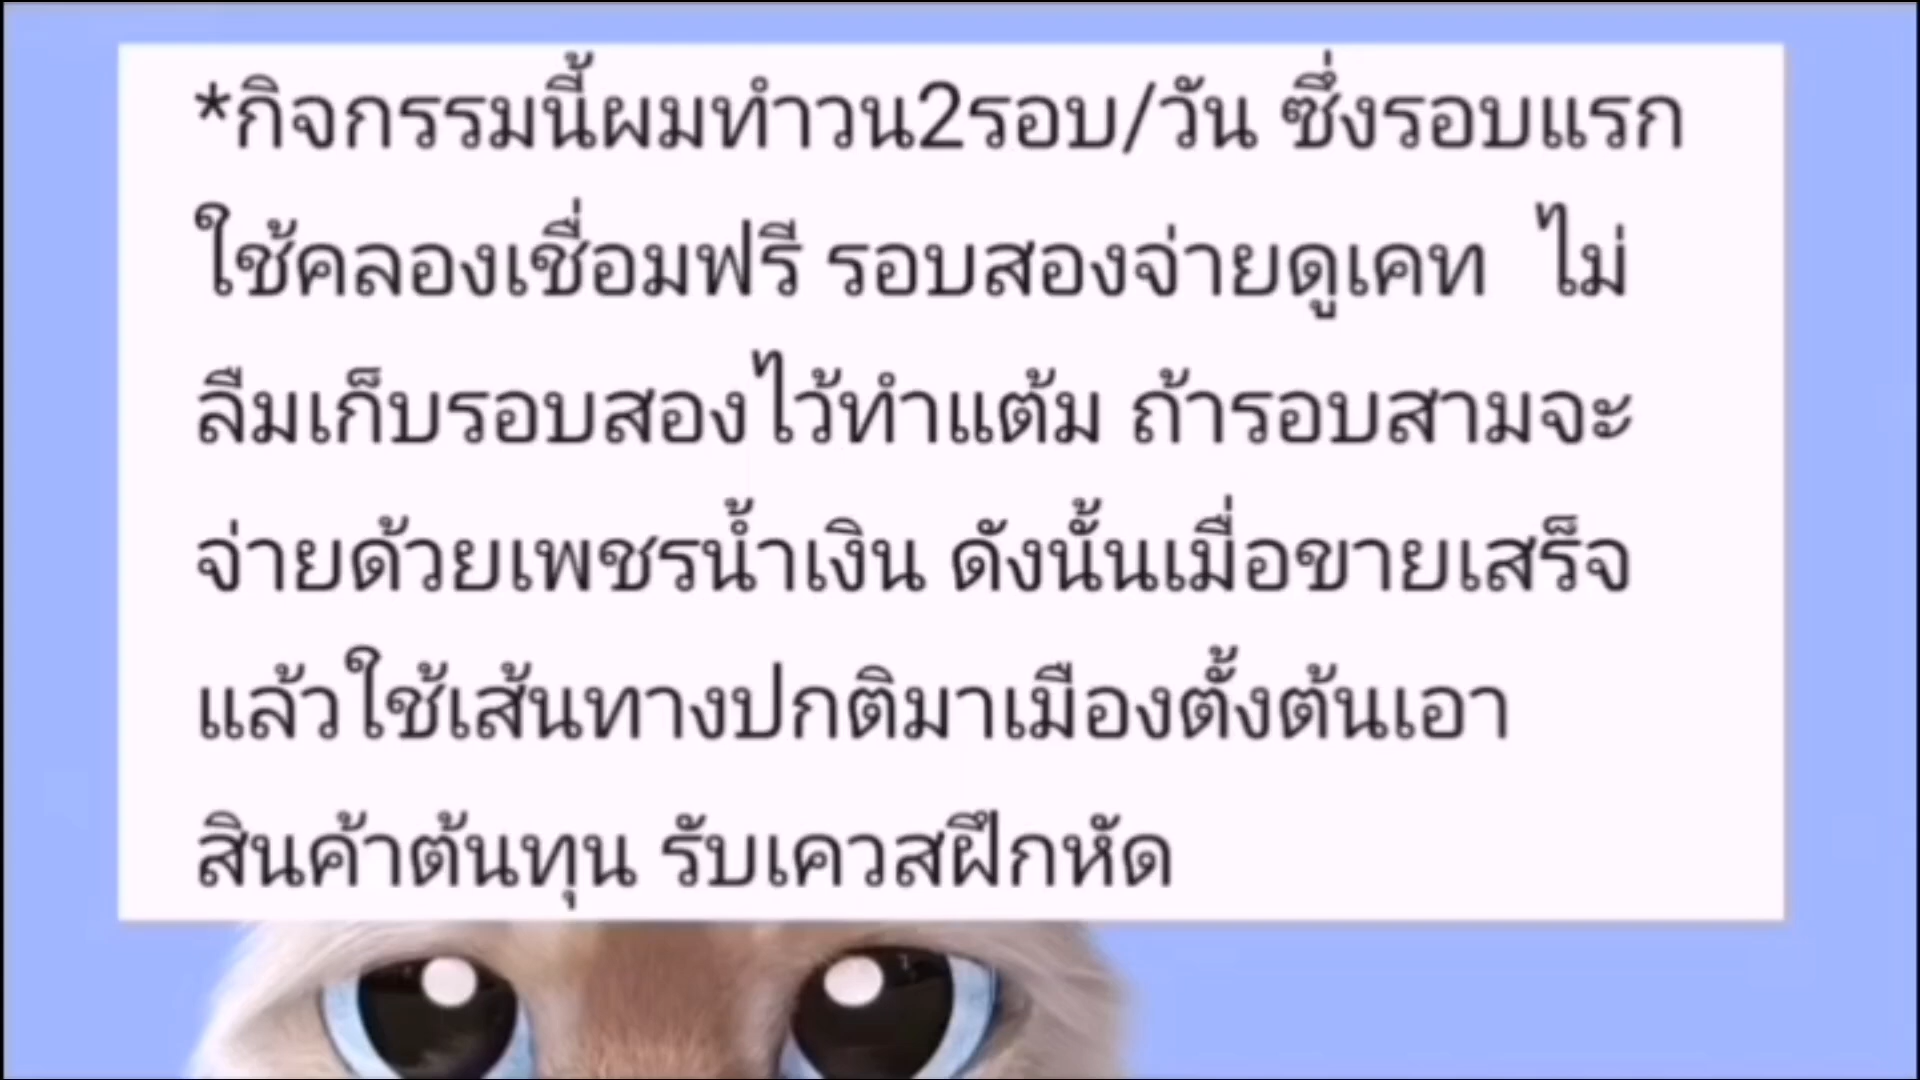 *กิจกรรมนี้ผมทำวน2รอบ/วัน ซึ่งรอบแรก
ใช้คลองเชื่อมฟรี รอบสองจ่ายดูเคท ไม่
ลืมเก็บรอบสองไว้ทำแต้ม ถ้ารอบสามจะ
จ่ายด้วยเพชรน้ำเงิน ดังนั้นเมื่อขายเสร็จ
แล้วใช้เส้นทางปกติมาเมืองตั้งต้นเอา
สินค้าต้นทุน รับเควสฝึกหัด